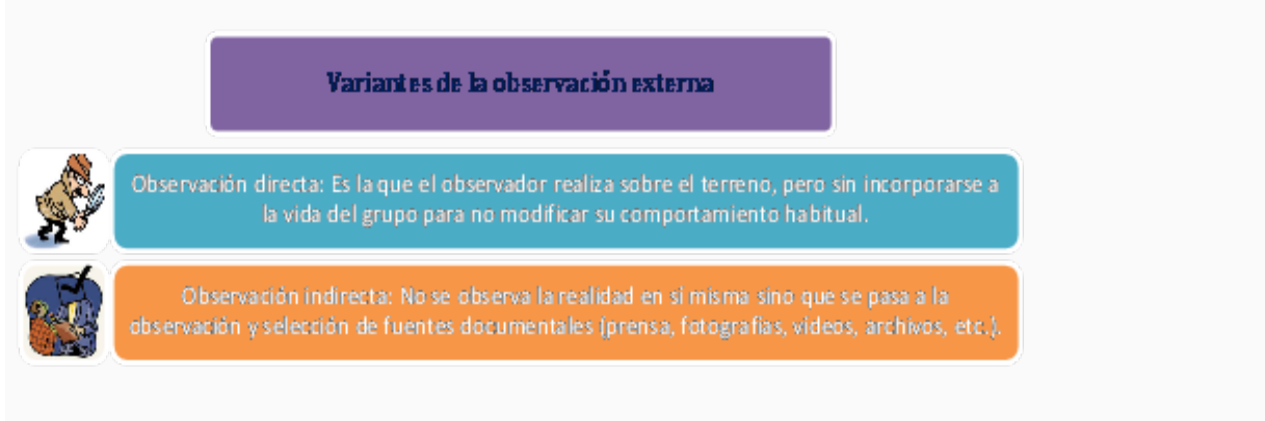 Variantes de la observación externa
Observación directa: Es la que el observador realiza sobre el terreno, pero sin incorporarse a
la vida del grupo para no modificar su comportamiento habitual.
Observación indirecta: No se observa la realidad en sí misma sino que se pasa a la
observación y selección de fuentes documentales (prensa, fotografías, vídeos, archivos, etc.).